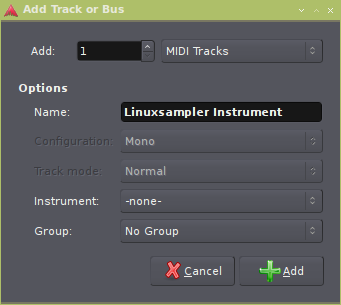 Add Track or Bus
Add: 1 MIDI Tracks
Options
Name: Linuxsampler Instrument
Configuration: Mono
Track mode: Normal
Instrument: -none-
Group: No Group
Cancel Add